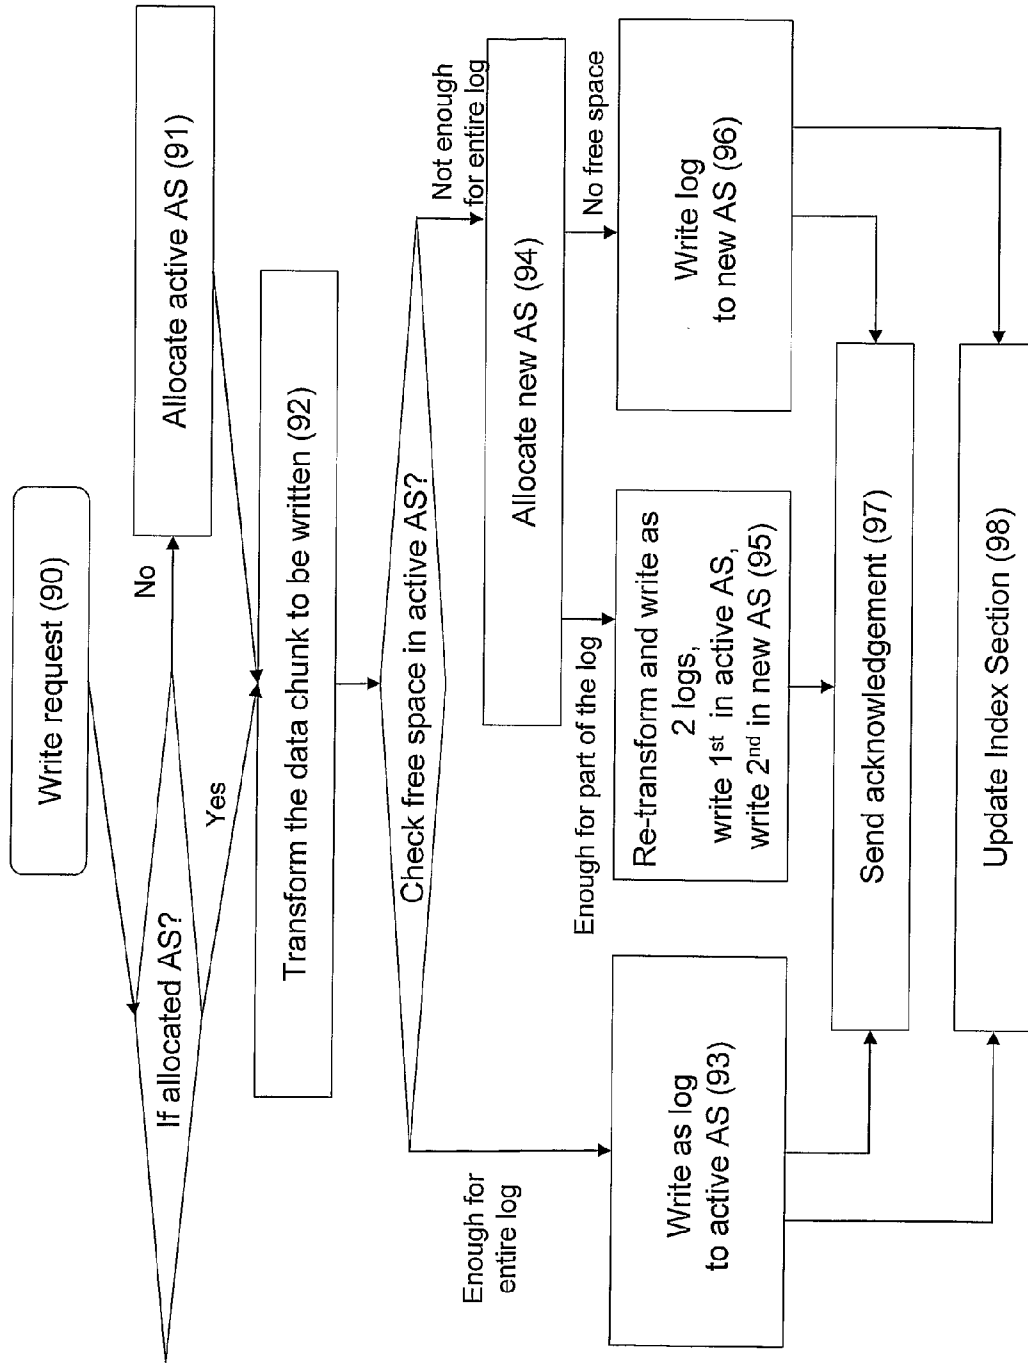 Write request (90)
If allocated AS?
No
Allocate active AS (91)
Yes
Transform the data chunk to be written (92)
Check free space in active AS?
Enough for
entire log
Not enough
for entire log
Allocate new AS (94)
Enough for part of the log
No free space
Write as log
to active AS (93)
Re-transform and write as
2 logs,
write 1st in active AS,
write 2nd in new AS (95)
Write log
to new AS (96)
Send acknowledgement (97)
Update Index Section (98)